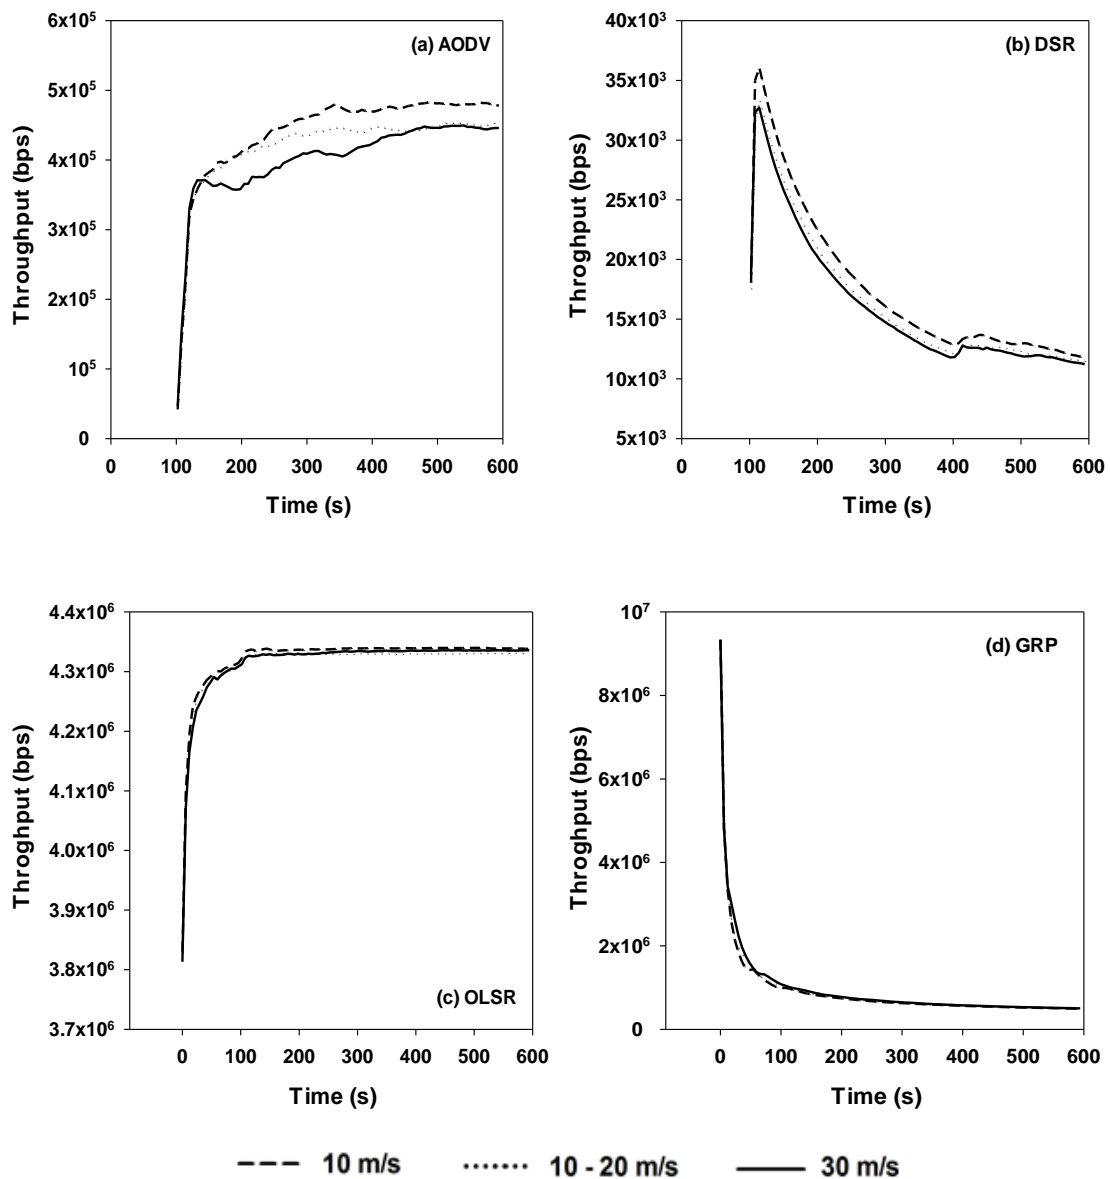 (a) AODV
6x10⁵
5x10⁵
4x10⁵
3x10⁵
2x10⁵
10⁵
0
Throughput (bps)
0 100 200 300 400 500 600
Time (s)
(b) DSR
40x10³
35x10³
30x10³
25x10³
20x10³
15x10³
10x10³
5x10³
Throghput (bps)
0 100 200 300 400 500 600
Time (s)
4.4x10⁶
4.3x10⁶
4.2x10⁶
4.1x10⁶
4.0x10⁶
3.9x10⁶
3.8x10⁶
3.7x10⁶
Throghput (bps)
(c) OLSR
0 100 200 300 400 500 600
Time (s)
10⁷
8x10⁶
6x10⁶
4x10⁶
2x10⁶
0
Throghput (bps)
(d) GRP
0 100 200 300 400 500 600
Time (s)
10 m/s 10 - 20 m/s 30 m/s